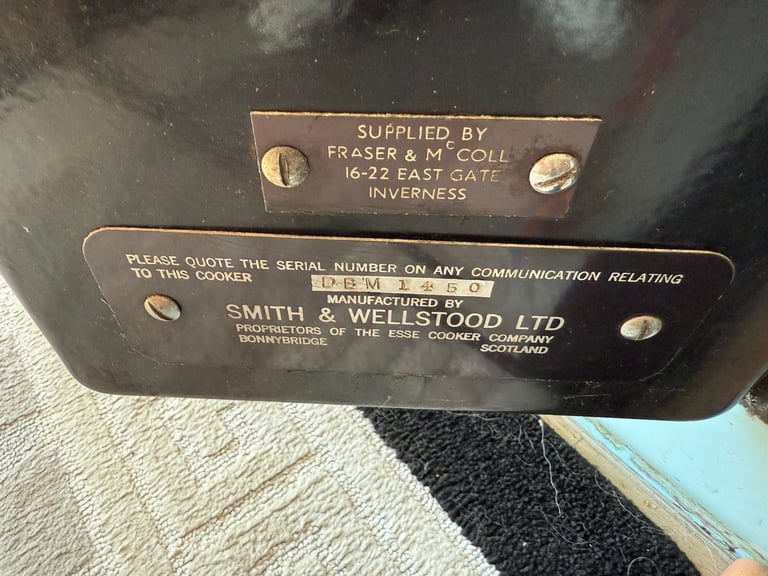 SUPPLIED BY
FRASER & McCOLL
16-22 EAST GATE
INVERNESS
PLEASE QUOTE THE SERIAL NUMBER ON ANY COMMUNICATION RELATING
TO THIS COOKER DBM 1450
MANUFACTURED BY
SMITH & WELLSTOOD LTD
PROPRIETORS OF THE ESSE COOKER COMPANY
BONNYBRIDGE SCOTLAND